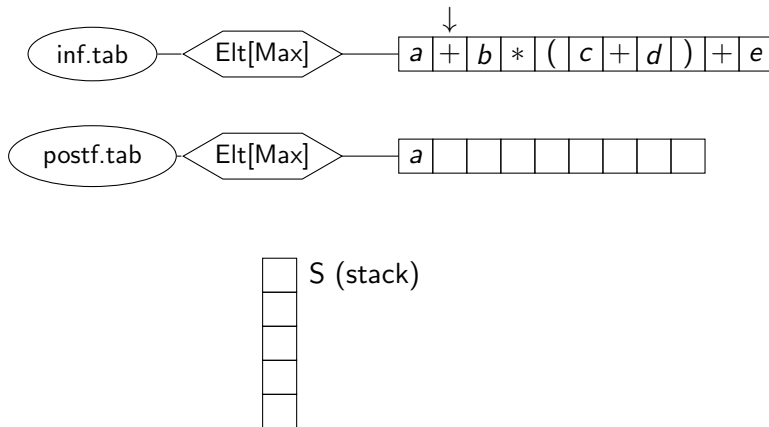 ↓
inf.tab Elt[Max] a + b * ( c + d ) + e
postf.tab Elt[Max] a
S (stack)